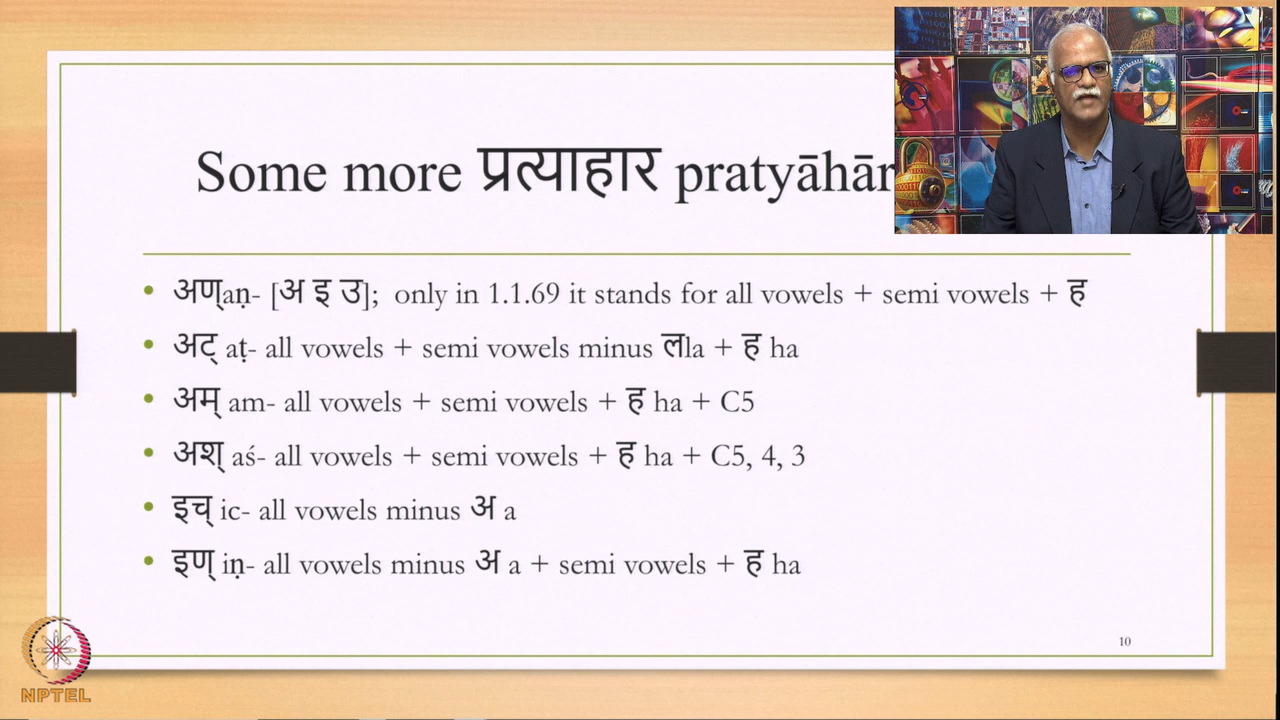 Some more प्रत्याहार pratyāhār
अण्aṇ- [अ इ उ]; only in 1.1.69 it stands for all vowels + semi vowels + ह
अट् aṭ- all vowels + semi vowels minus लla + ह ha
अम् am- all vowels + semi vowels + ह ha + C5
अश् aś- all vowels + semi vowels + ह ha + C5, 4, 3
इच् ic- all vowels minus अ a
इण् iṇ- all vowels minus अ a + semi vowels + ह ha
10
NPTEL